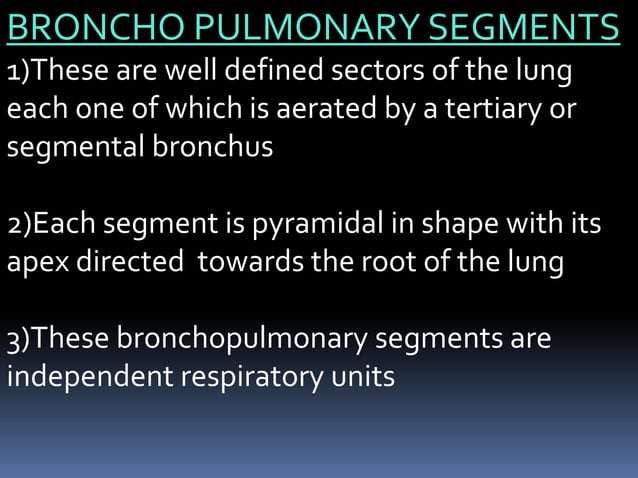 BRONCHO PULMONARY SEGMENTS
1)These are well defined sectors of the lung
each one of which is aerated by a tertiary or
segmental bronchus
2)Each segment is pyramidal in shape with its
apex directed towards the root of the lung
3)These bronchopulmonary segments are
independent respiratory units